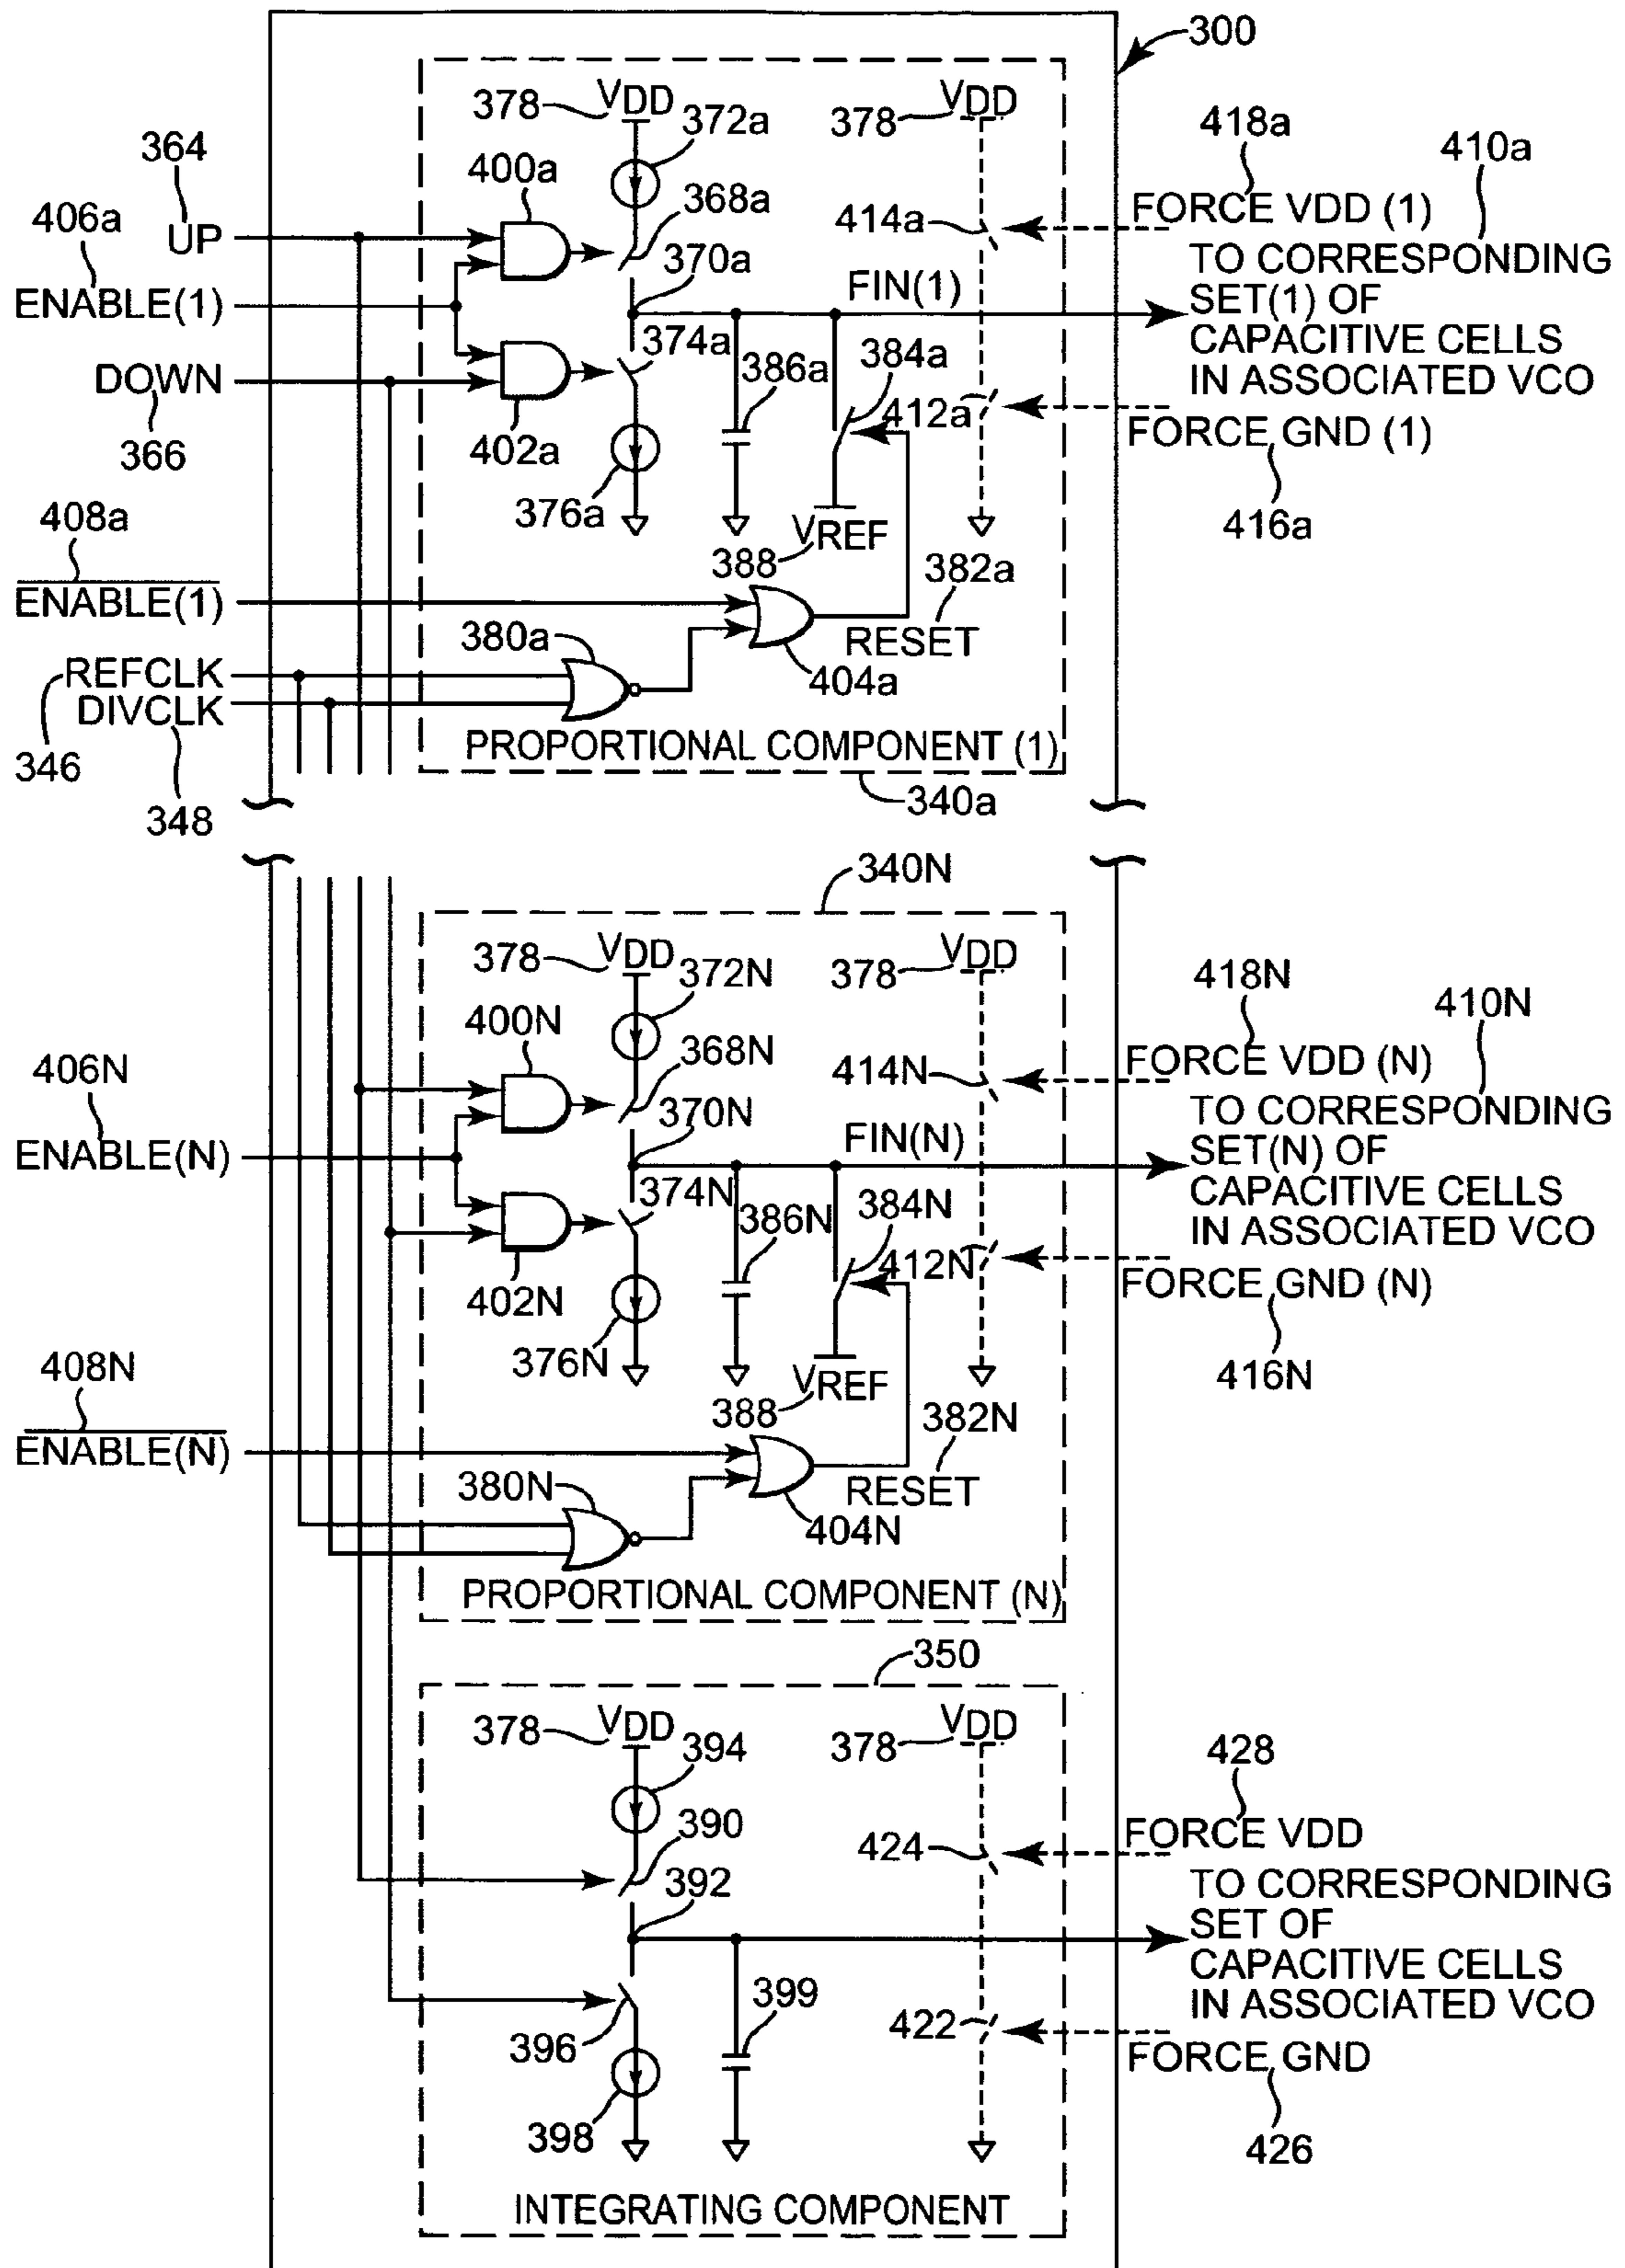 300
378 VDD
372a
378 VDD
418a
410a
364
400a
368a
FORCE VDD (1)
406a
UP
414a
370a
TO CORRESPONDING
ENABLE(1)
FIN(1)
SET(1) OF
CAPACITIVE CELLS
IN ASSOCIATED VCO
374a
384a
DOWN
386a
412a
FORCE GND (1)
366
402a
376a
VREF
416a
408a
388
382a
ENABLE(1)
380a
RESET
REFCLK
404a
DIVCLK
PROPORTIONAL COMPONENT (1)
346
340a
348
340N
378 VDD
372N
378 VDD
418N
410N
400N
368N
FORCE VDD (N)
406N
414N
370N
TO CORRESPONDING
ENABLE(N)
FIN(N)
SET(N) OF
CAPACITIVE CELLS
IN ASSOCIATED VCO
374N
386N
384N
412N
FORCE GND (N)
402N
376N
VREF
416N
408N
388
382N
ENABLE(N)
380N
RESET
404N
PROPORTIONAL COMPONENT (N)
350
378 VDD
394
378 VDD
428
390
424
FORCE VDD
392
TO CORRESPONDING
SET OF
CAPACITIVE CELLS
IN ASSOCIATED VCO
399
422
396
FORCE GND
398
426
INTEGRATING COMPONENT